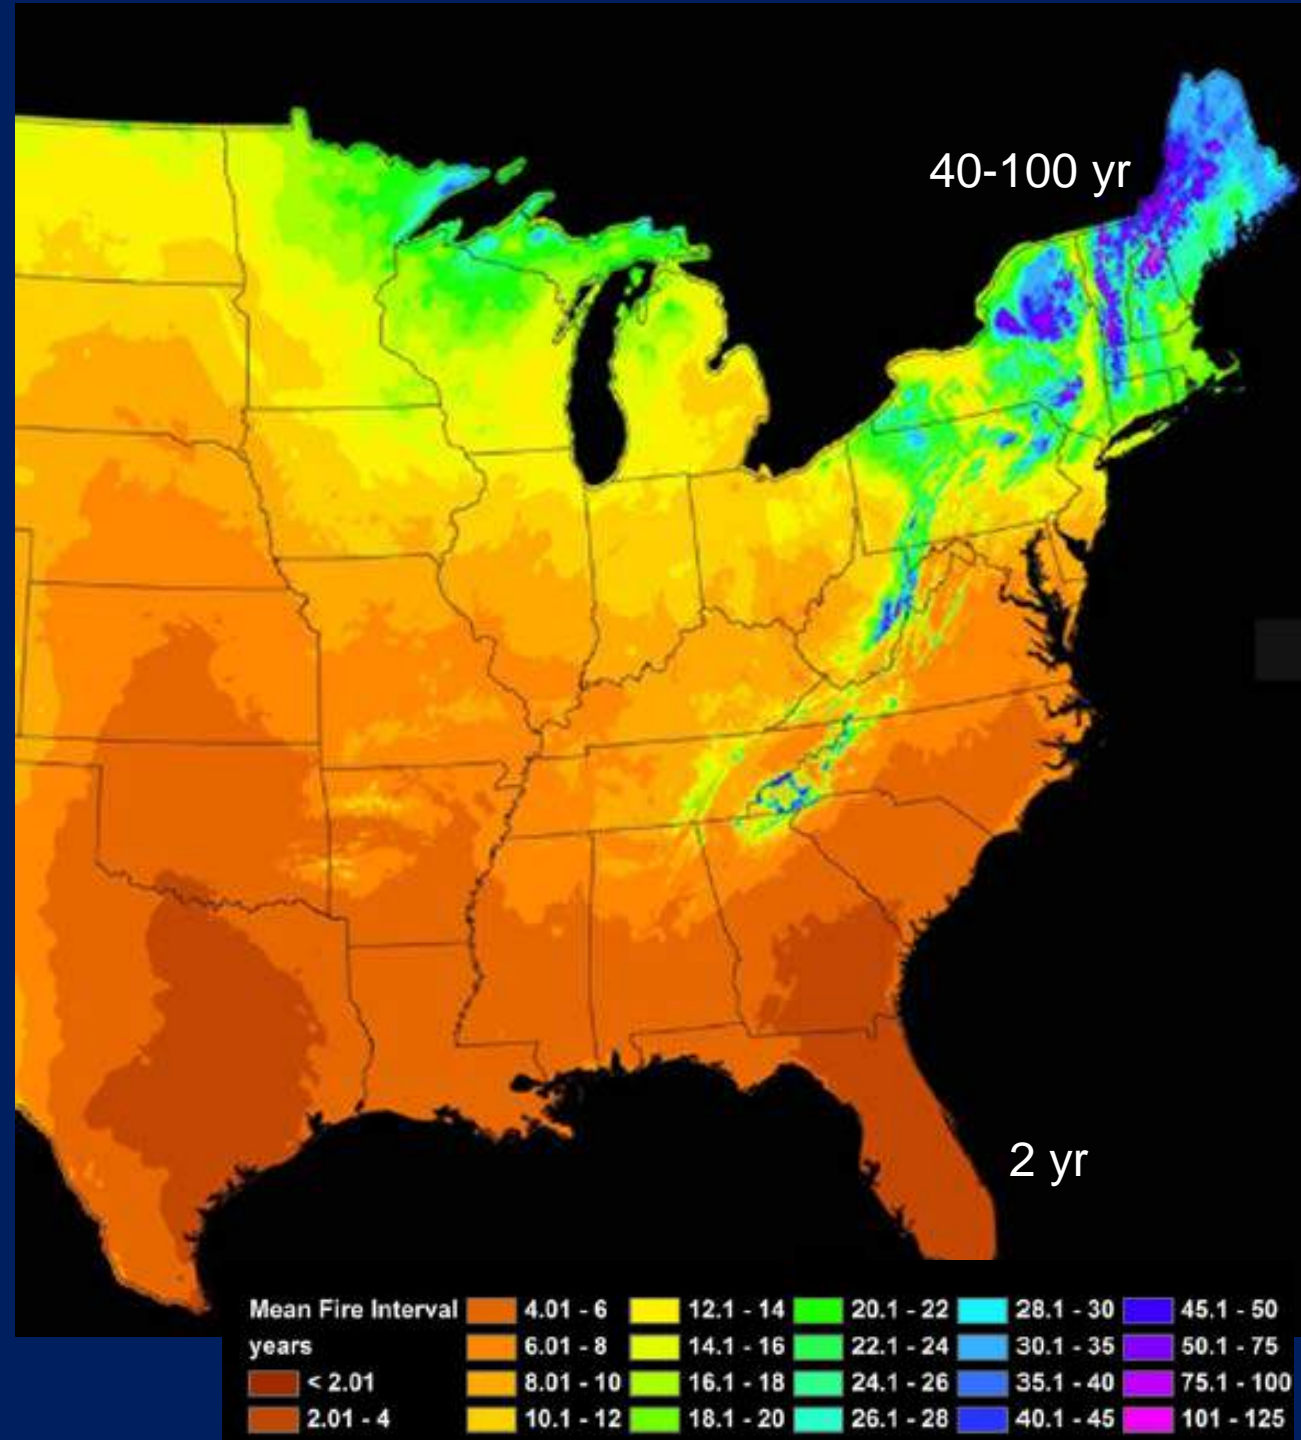 40-100 yr
2 yr
Mean Fire Interval
years
< 2.01
2.01 - 4
4.01 - 6
6.01 - 8
8.01 - 10
10.1 - 12
12.1 - 14
14.1 - 16
16.1 - 18
18.1 - 20
20.1 - 22
22.1 - 24
24.1 - 26
26.1 - 28
28.1 - 30
30.1 - 35
35.1 - 40
40.1 - 45
45.1 - 50
50.1 - 75
75.1 - 100
101 - 125